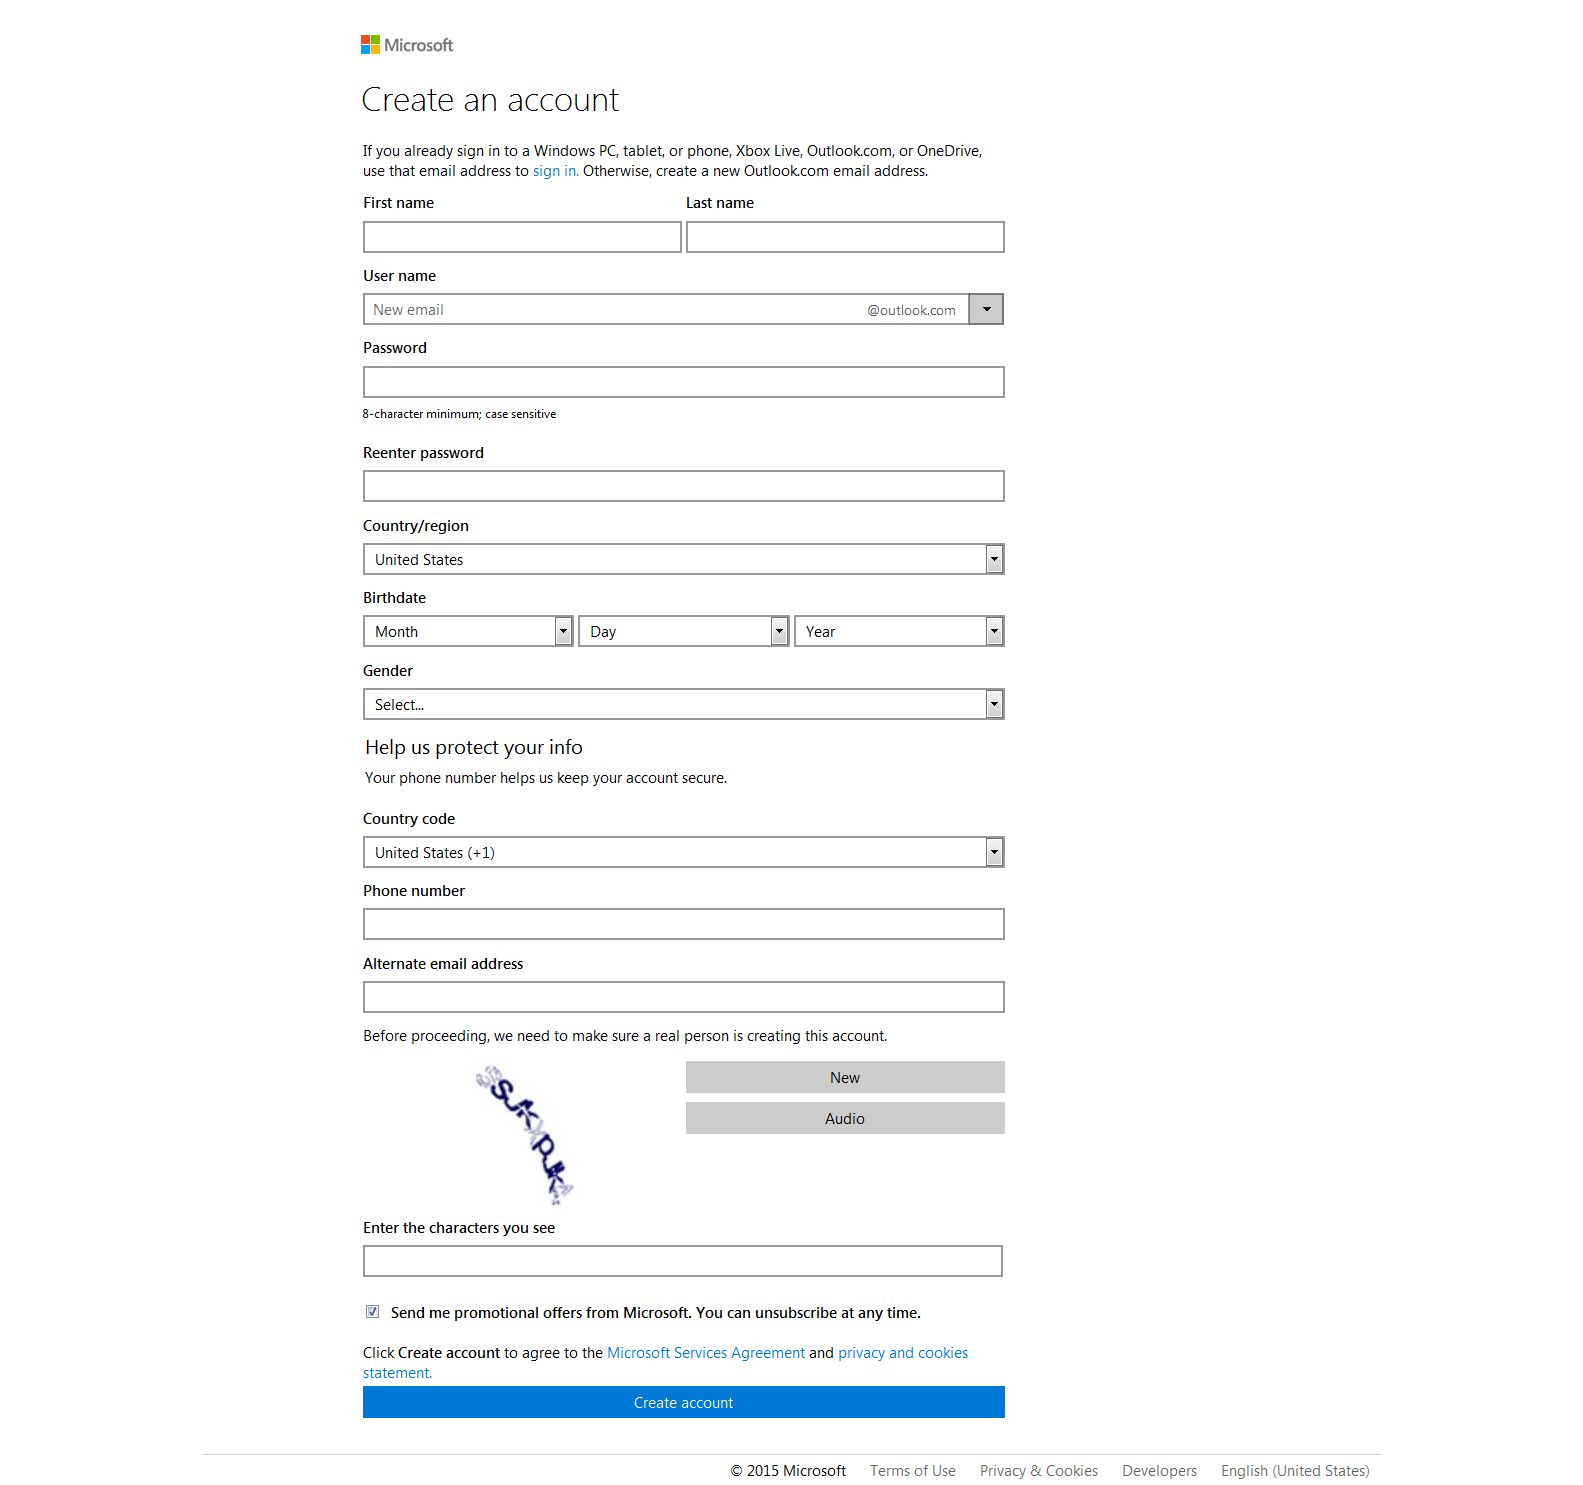 Microsoft
Create an account
If you already sign in to a Windows PC, tablet, or phone, Xbox Live, Outlook.com, or OneDrive,
use that email address to sign in. Otherwise, create a new Outlook.com email address.
First name Last name
User name
New email @outlook.com
Password
8-character minimum; case sensitive
Reenter password
Country/region
United States
Birthdate
Month Day Year
Gender
Select...
Help us protect your info
Your phone number helps us keep your account secure.
Country code
United States (+1)
Phone number
Alternate email address
Before proceeding, we need to make sure a real person is creating this account.
New
Audio
Enter the characters you see
Send me promotional offers from Microsoft. You can unsubscribe at any time.
Click Create account to agree to the Microsoft Services Agreement and privacy and cookies
statement.
Create account
© 2015 Microsoft Terms of Use Privacy & Cookies Developers English (United States)